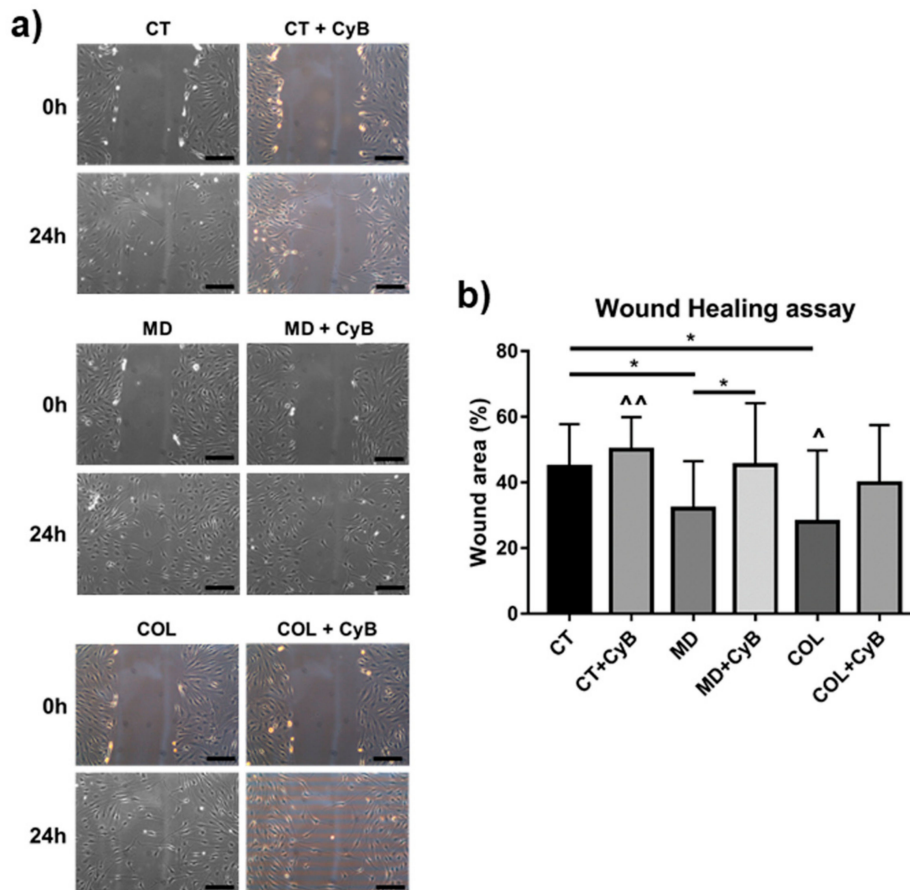 a)
CT CT + CyB
0h
24h
MD MD + CyB
0h
24h
COL COL + CyB
0h
24h
b)
Wound Healing assay
*
*
*
^^
^
Wound area (%)
80
60
40
20
0
CT CT+CyB MD MD+CyB COL COL+CyB